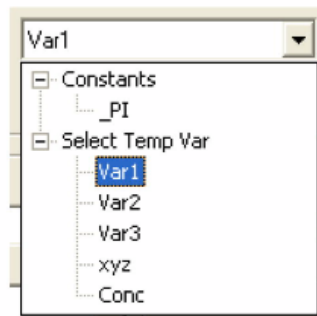 Var1
Constants
_PI
Select Temp Var
Var1
Var2
Var3
xyz
Conc